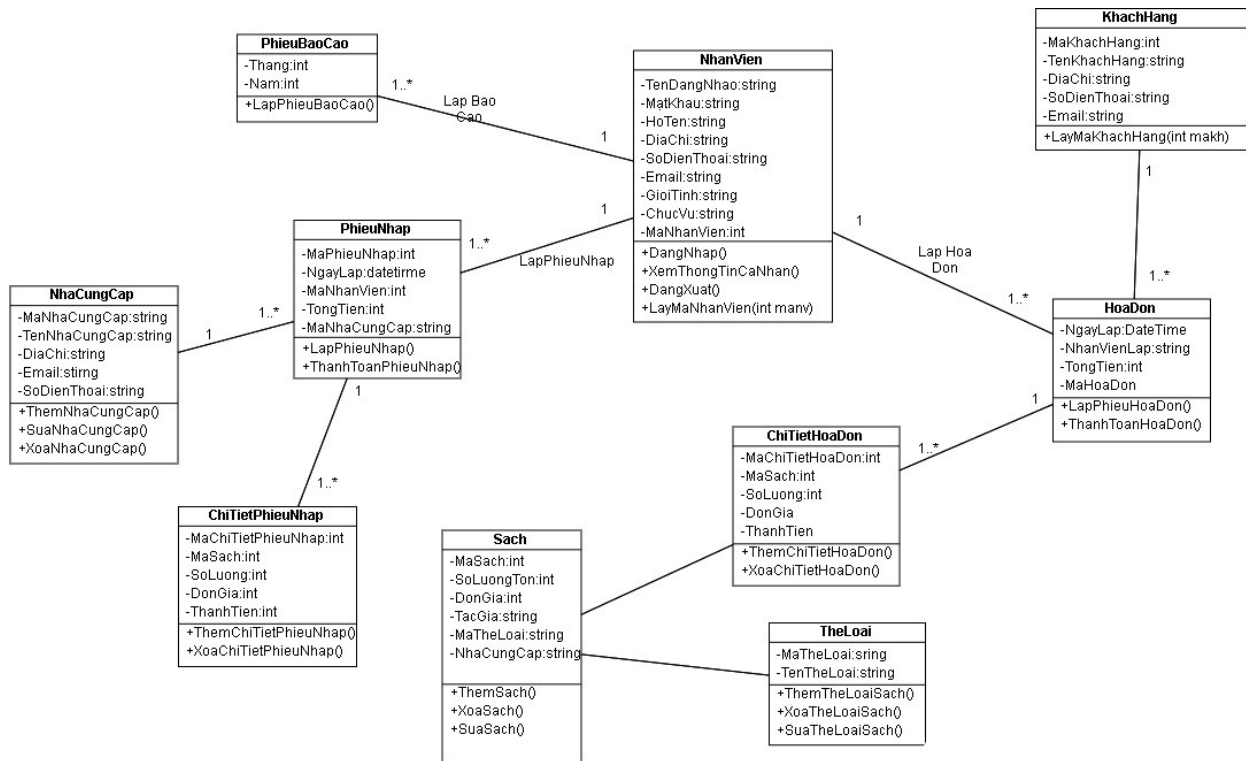 PhieuBaoCao
-Thang:int
-Nam:int
+LapPhieuBaoCao()
1..*
Lap Bao
Cao
1
NhanVien
-TenDangNhao:string
-MatKhau:string
-HoTen:string
-DiaChi:string
-SoDienThoai:string
-Email:string
-GioiTinh:string
-ChucVu:string
-MaNhanVien:int
+DangNhap()
+XemThongTinCaNhan()
+DangXuat()
+LayMaNhanVien(int manv)
KhachHang
-MaKhachHang:int
-TenKhachHang:string
-DiaChi:string
-SoDienThoai:string
-Email:string
+LayMaKhachHang(int makh)
1
1..*
1
Lap Hoa
Don
1..*
1
1..*
LapPhieuNhap
PhieuNhap
-MaPhieuNhap:int
-NgayLap:datetirme
-MaNhanVien:int
-TongTien:int
-MaNhaCungCap:string
+LapPhieuNhap()
+ThanhToanPhieuNhap()
NhaCungCap
-MaNhaCungCap:string
-TenNhaCungCap:string
-DiaChi:string
-Email:stirng
-SoDienThoai:string
+ThemNhaCungCap()
+SuaNhaCungCap()
+XoaNhaCungCap()
1
1..*
1
1..*
HoaDon
-NgayLap:DateTime
-NhanVienLap:string
-TongTien:int
-MaHoaDon
+LapPhieuHoaDon()
+ThanhToanHoaDon()
1
1..*
ChiTietHoaDon
-MaChiTietHoaDon:int
-MaSach:int
-SoLuong:int
-DonGia
-ThanhTien
+ThemChiTietHoaDon()
+XoaChiTietHoaDon()
ChiTietPhieuNhap
-MaChiTietPhieuNhap:int
-MaSach:int
-SoLuong:int
-DonGia:int
-ThanhTien:int
+ThemChiTietPhieuNhap()
+XoaChiTietPhieuNhap()
Sach
-MaSach:int
-SoLuongTon:int
-DonGia:int
-TacGia:string
-MaTheLoai:string
-NhaCungCap:string
+ThemSach()
+XoaSach()
+SuaSach()
TheLoai
-MaTheLoai:sring
-TenTheLoai:string
+ThemTheLoaiSach()
+XoaTheLoaiSach()
+SuaTheLoaiSach()